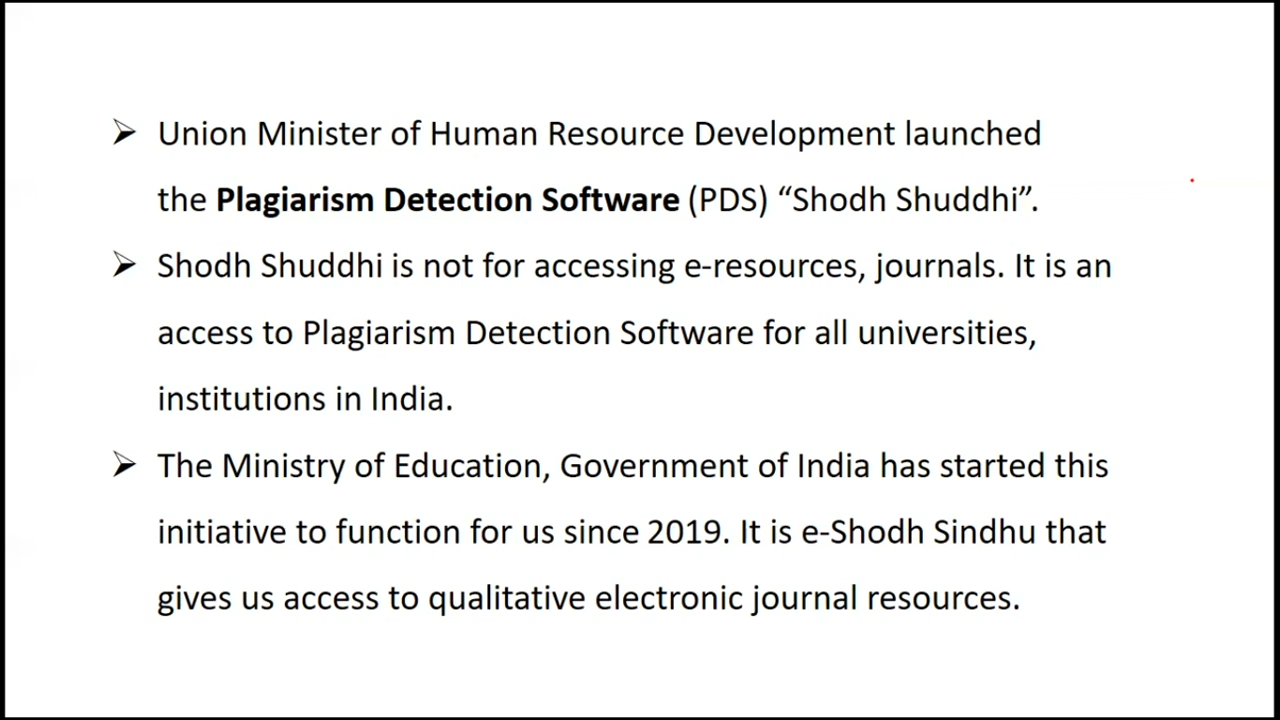 ➢ Union Minister of Human Resource Development launched
the Plagiarism Detection Software (PDS) “Shodh Shuddhi”.
➢ Shodh Shuddhi is not for accessing e-resources, journals. It is an
access to Plagiarism Detection Software for all universities,
institutions in India.
➢ The Ministry of Education, Government of India has started this
initiative to function for us since 2019. It is e-Shodh Sindhu that
gives us access to qualitative electronic journal resources.